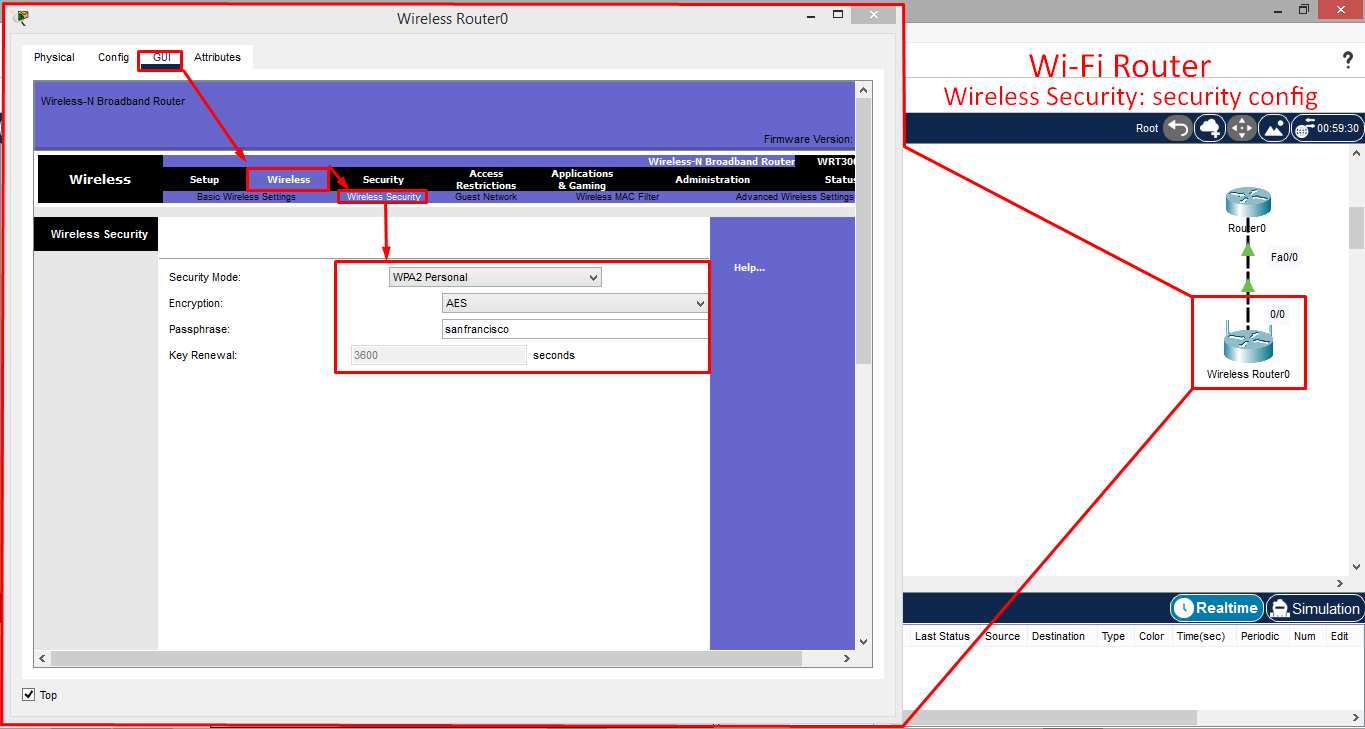 Wireless Router0
Physical Config GUI Attributes
Wireless-N Broadband Router
Firmware Version:
Wireless-N Broadband Router WRT300
Wireless
Setup Wireless Security Access Restrictions Applications & Gaming Administration Status
Basic Wireless Settings Wireless Security Guest Network Wireless MAC Filter Advanced Wireless Settings
Wireless Security
Help...
Security Mode: WPA2 Personal
Encryption: AES
Passphrase: sanfrancisco
Key Renewal: 3600 seconds
Top
Wi-Fi Router
?
Wireless Security: security config
Root 00:59:30
Router0
Fa0/0
0/0
Wireless Router0
Realtime Simulation
Last Status Source Destination Type Color Time(sec) Periodic Num Edit